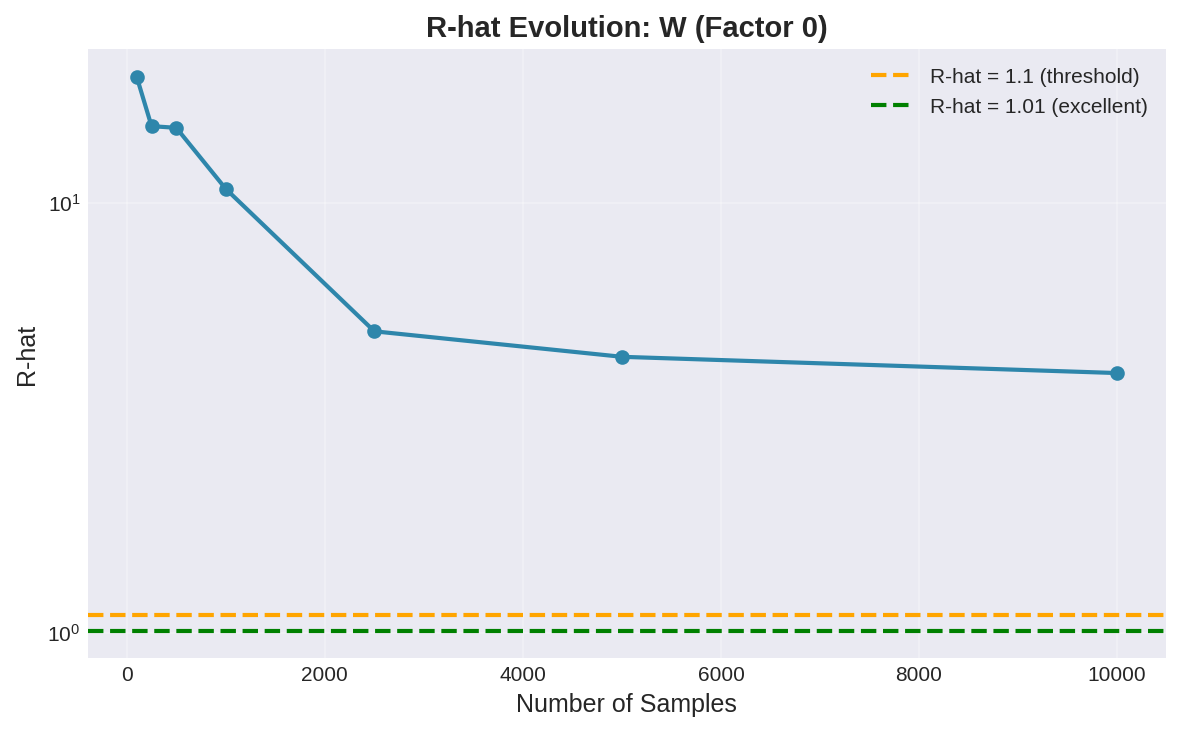 R-hat Evolution: W (Factor 0)
R-hat = 1.1 (threshold)
R-hat = 1.01 (excellent)
R-hat
10¹
10⁰
0 2000 4000 6000 8000 10000
Number of Samples